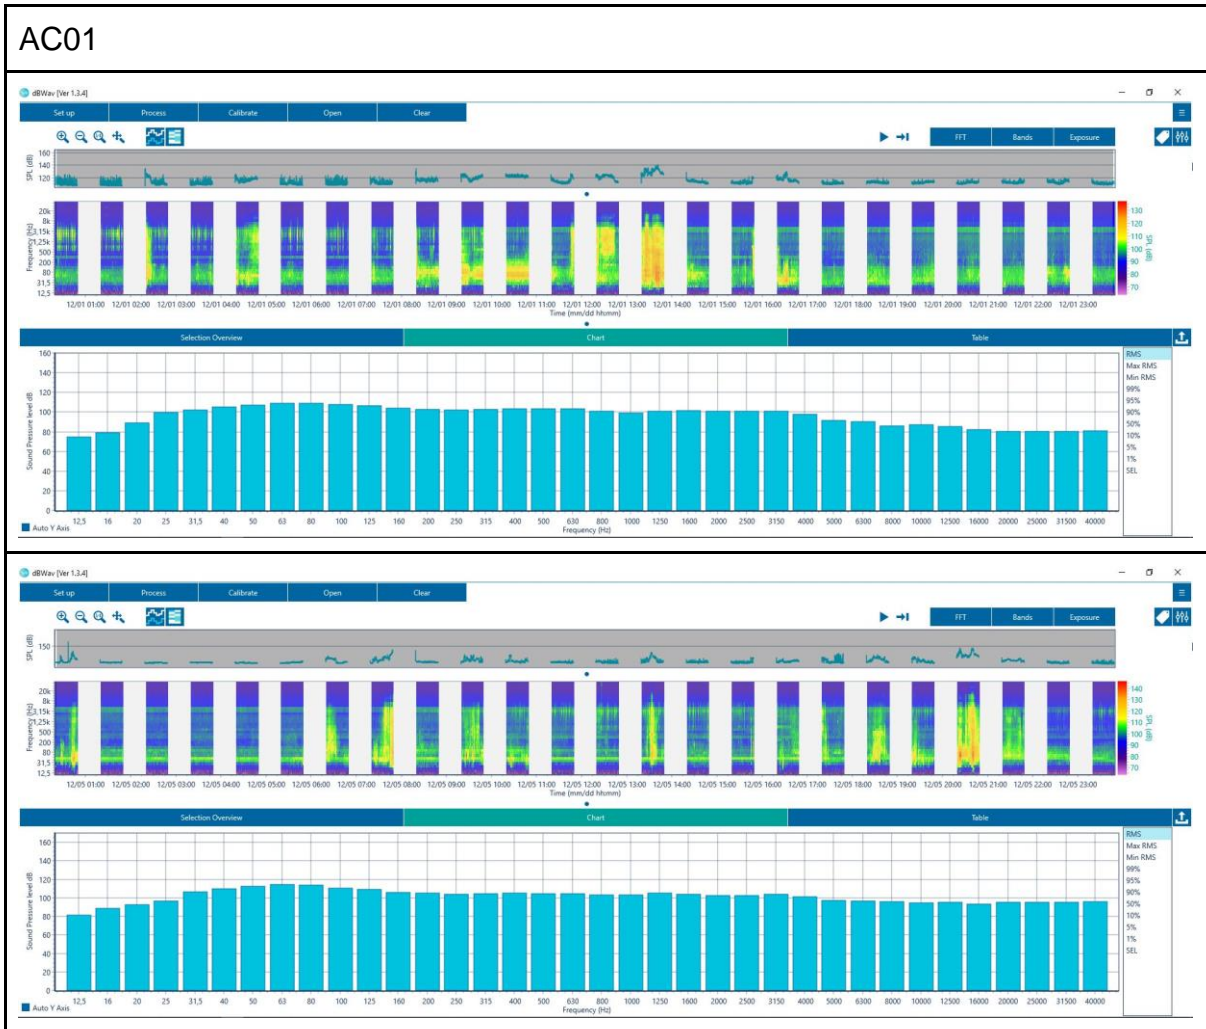 AC01
dBWav [Ver 1.3.4]
Set up Process Calibrate Open Clear
FFT Bands Exposure
SPL (dB)
160
140
120
Frequency (Hz)
20k
8k
3,15k
1,25k
500
200
80
31,5
12,5
130
120
110
100
90
80
70
SPL (dB)
12/01 01:00 12/01 02:00 12/01 03:00 12/01 04:00 12/01 05:00 12/01 06:00 12/01 07:00 12/01 08:00 12/01 09:00 12/01 10:00 12/01 11:00 12/01 12:00 12/01 13:00 12/01 14:00 12/01 15:00 12/01 16:00 12/01 17:00 12/01 18:00 12/01 19:00 12/01 20:00 12/01 21:00 12/01 22:00 12/01 23:00
Time (mm/dd hh:mm)
Selection Overview Chart Table
Sound Pressure level dB
160
140
120
100
80
60
40
20
0
12,5 16 20 25 31,5 40 50 63 80 100 125 160 200 250 315 400 500 630 800 1000 1250 1600 2000 2500 3150 4000 5000 6300 8000 10000 12500 16000 20000 25000 31500 40000
Frequency (Hz)
Auto Y Axis
RMS
Max RMS
Min RMS
99%
95%
90%
50%
10%
5%
1%
SEL
dBWav [Ver 1.3.4]
Set up Process Calibrate Open Clear
FFT Bands Exposure
SPL (dB)
150
Frequency (Hz)
20k
8k
3,15k
1,25k
500
200
80
31,5
12,5
140
130
120
110
100
90
80
70
SPL (dB)
12/05 01:00 12/05 02:00 12/05 03:00 12/05 04:00 12/05 05:00 12/05 06:00 12/05 07:00 12/05 08:00 12/05 09:00 12/05 10:00 12/05 11:00 12/05 12:00 12/05 13:00 12/05 14:00 12/05 15:00 12/05 16:00 12/05 17:00 12/05 18:00 12/05 19:00 12/05 20:00 12/05 21:00 12/05 22:00 12/05 23:00
Time (mm/dd hh:mm)
Selection Overview Chart Table
Sound Pressure level dB
160
140
120
100
80
60
40
20
0
12,5 16 20 25 31,5 40 50 63 80 100 125 160 200 250 315 400 500 630 800 1000 1250 1600 2000 2500 3150 4000 5000 6300 8000 10000 12500 16000 20000 25000 31500 40000
Frequency (Hz)
Auto Y Axis
RMS
Max RMS
Min RMS
99%
95%
90%
50%
10%
5%
1%
SEL